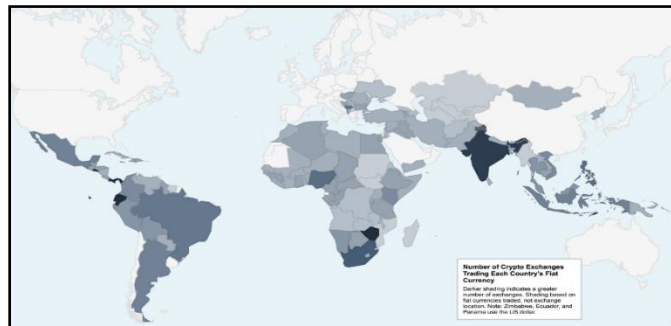 Number of Crypto Exchanges
Trading Each Country's Fiat
Currency
Darker shading indicates a greater
number of exchanges. Shading based on
fiat currencies traded, not exchange
location. Note: Zimbabwe, Ecuador, and
Panama use the US dollar.